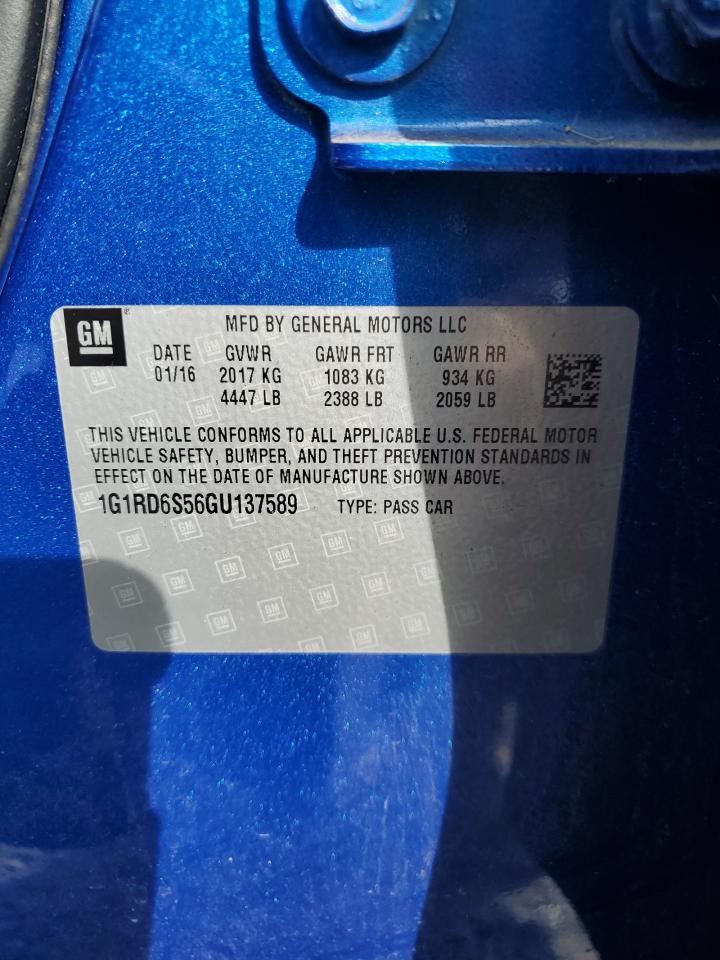 GM
MFD BY GENERAL MOTORS LLC
DATE GVWR GAWR FRT GAWR RR
01/16 2017 KG 1083 KG 934 KG
4447 LB 2388 LB 2059 LB
THIS VEHICLE CONFORMS TO ALL APPLICABLE U.S. FEDERAL MOTOR
VEHICLE SAFETY, BUMPER, AND THEFT PREVENTION STANDARDS IN
EFFECT ON THE DATE OF MANUFACTURE SHOWN ABOVE.
1G1RD6S56GU137589 TYPE: PASS CAR